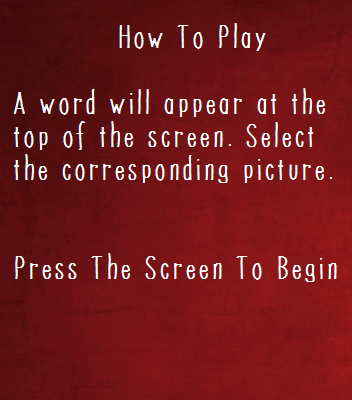 How To Play
A word will appear at the
top of the screen. Select
the corresponding picture.
Press The Screen To Begin